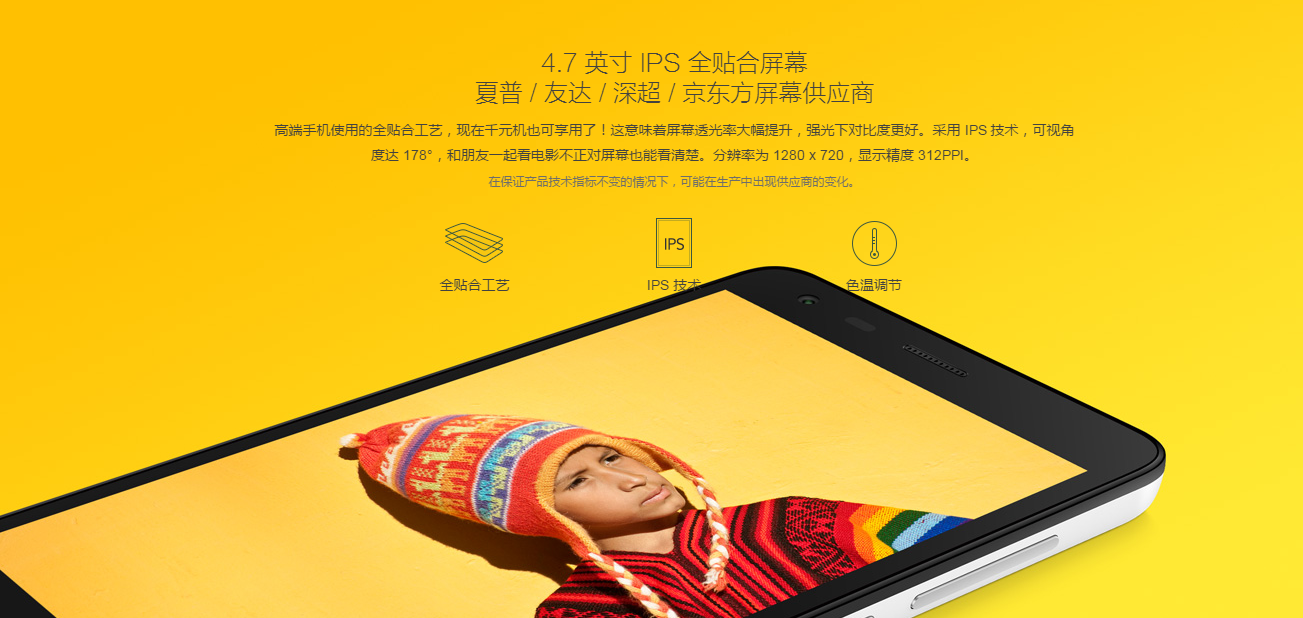 4.7 英寸 IPS 全贴合屏幕
夏普 / 友达 / 深超 / 京东方屏幕供应商
高端手机使用的全贴合工艺，现在千元机也可享用了！这意味着屏幕透光率大幅提升，强光下对比度更好。采用 IPS 技术，可视角
度达 178°，和朋友一起看电影不正对屏幕也能看清楚。分辨率为 1280 x 720，显示精度 312PPI。
在保证产品技术指标不变的情况下，可能在生产中出现供应商的变化。
IPS
全贴合工艺
IPS 技术
色温调节